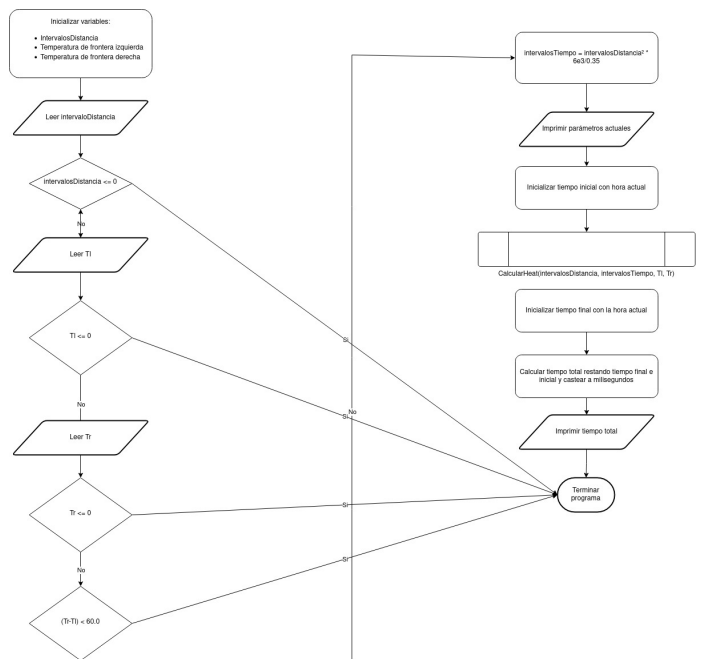 Inicializar variables:
IntervalosDistancia
Temperatura de frontera izquierda
Temperatura de frontera derecha
Leer intervaloDistancia
intervalosDistancia <= 0
No
Leer Tl
Tl <= 0
No
Leer Tr
Tr <= 0
No
(Tr-Tl) < 60.0
Si
Si
No
Si
Si
intervalosTiempo = intervalosDistancia² *
6e3/0.35
Imprimir parámetros actuales
Inicializar tiempo inicial con hora actual
CalcularHeat(intervalosDistancia, intervalosTiempo, Tl, Tr)
Inicializar tiempo final con la hora actual
Calcular tiempo total restando tiempo final e
inicial y castear a milisegundos
Imprimir tiempo total
Terminar
programa